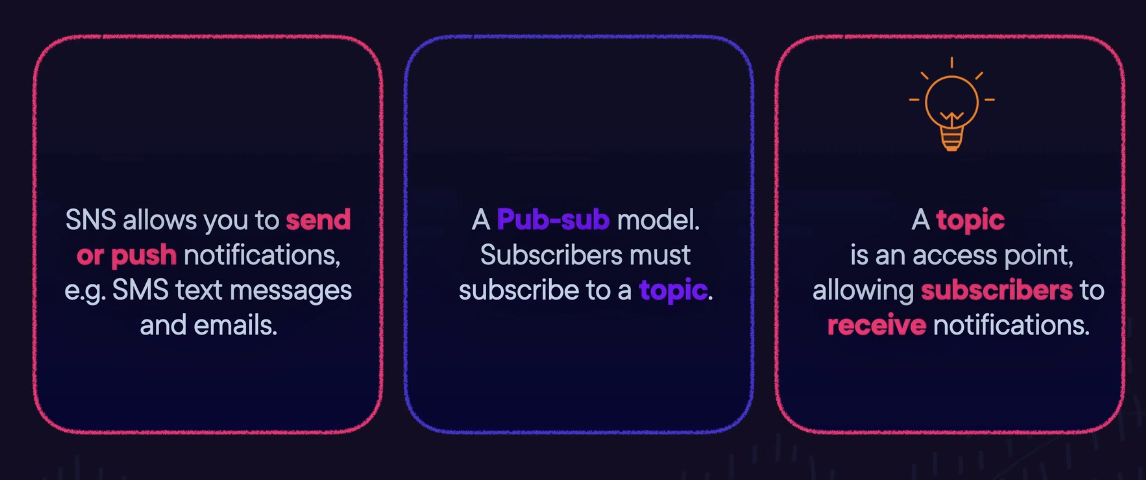 SNS allows you to send
or push notifications,
e.g. SMS text messages
and emails.
A Pub-sub model.
Subscribers must
subscribe to a topic.
A topic
is an access point,
allowing subscribers to
receive notifications.